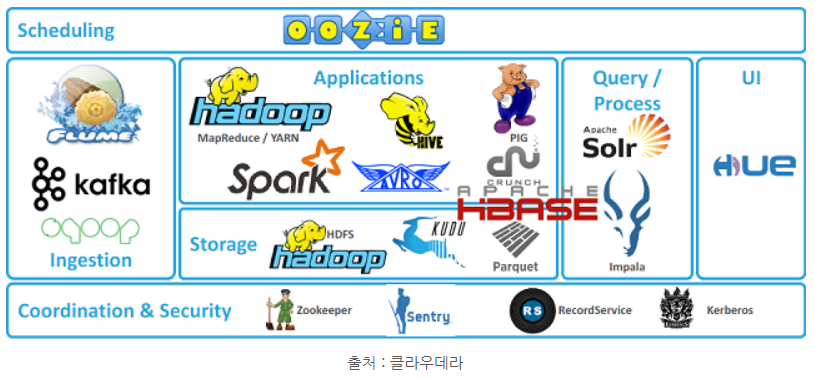 Scheduling
OOZiE
FLUME
kafka
sqoop
Ingestion
Applications
hadoop
MapReduce / YARN
HIVE
PIG
Spark
AVRO
CRUNCH
APACHE
HBASE
Storage
HDFS
hadoop
KUDU
Parquet
Query /
Process
Apache
Solr
Impala
UI
HUE
Coordination & Security
Zookeeper
Sentry
RS
RecordService
Kerberos
출처 : 클라우데라